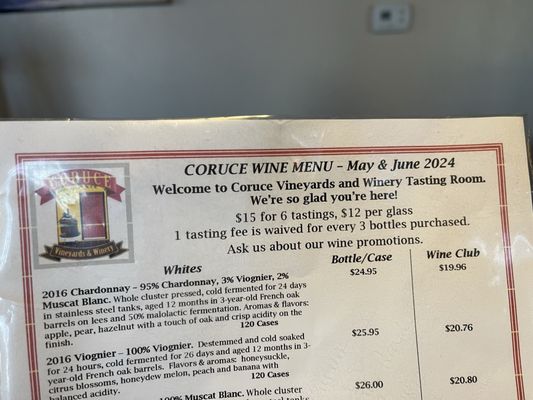 CORUCE WINE MENU – May & June 2024
CORUCE
Vineyards & Winery
Welcome to Coruce Vineyards and Winery Tasting Room.
We're so glad you're here!
$15 for 6 tastings, $12 per glass
1 tasting fee is waived for every 3 bottles purchased.
Ask us about our wine promotions.
Whites Bottle/Case Wine Club
2016 Chardonnay – 95% Chardonnay, 3% Viognier, 2% $24.95 $19.96
Muscat Blanc. Whole cluster pressed, cold fermented for 24 days
in stainless steel tanks, aged 12 months in 3-year-old French oak
barrels on lees and 50% malolactic fermentation. Aromas & flavors:
apple, pear, hazelnut with a touch of oak and crisp acidity on the
finish. 120 Cases
2016 Viognier – 100% Viognier. Destemmed and cold soaked $25.95 $20.76
for 24 hours, cold fermented for 26 days and aged 12 months in 3-
year-old French oak barrels. Flavors & aromas: honeysuckle,
citrus blossoms, honeydew melon, peach and banana with
balanced acidity. 120 Cases
100% Muscat Blanc. Whole cluster $26.00 $20.80